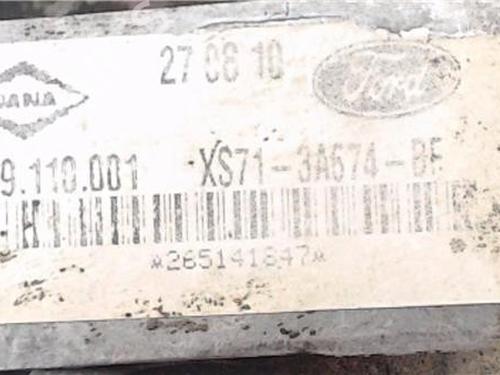 DANA 27 08 10 Ford
9.110.001 XS71-3A674-BF
H
*265141847*